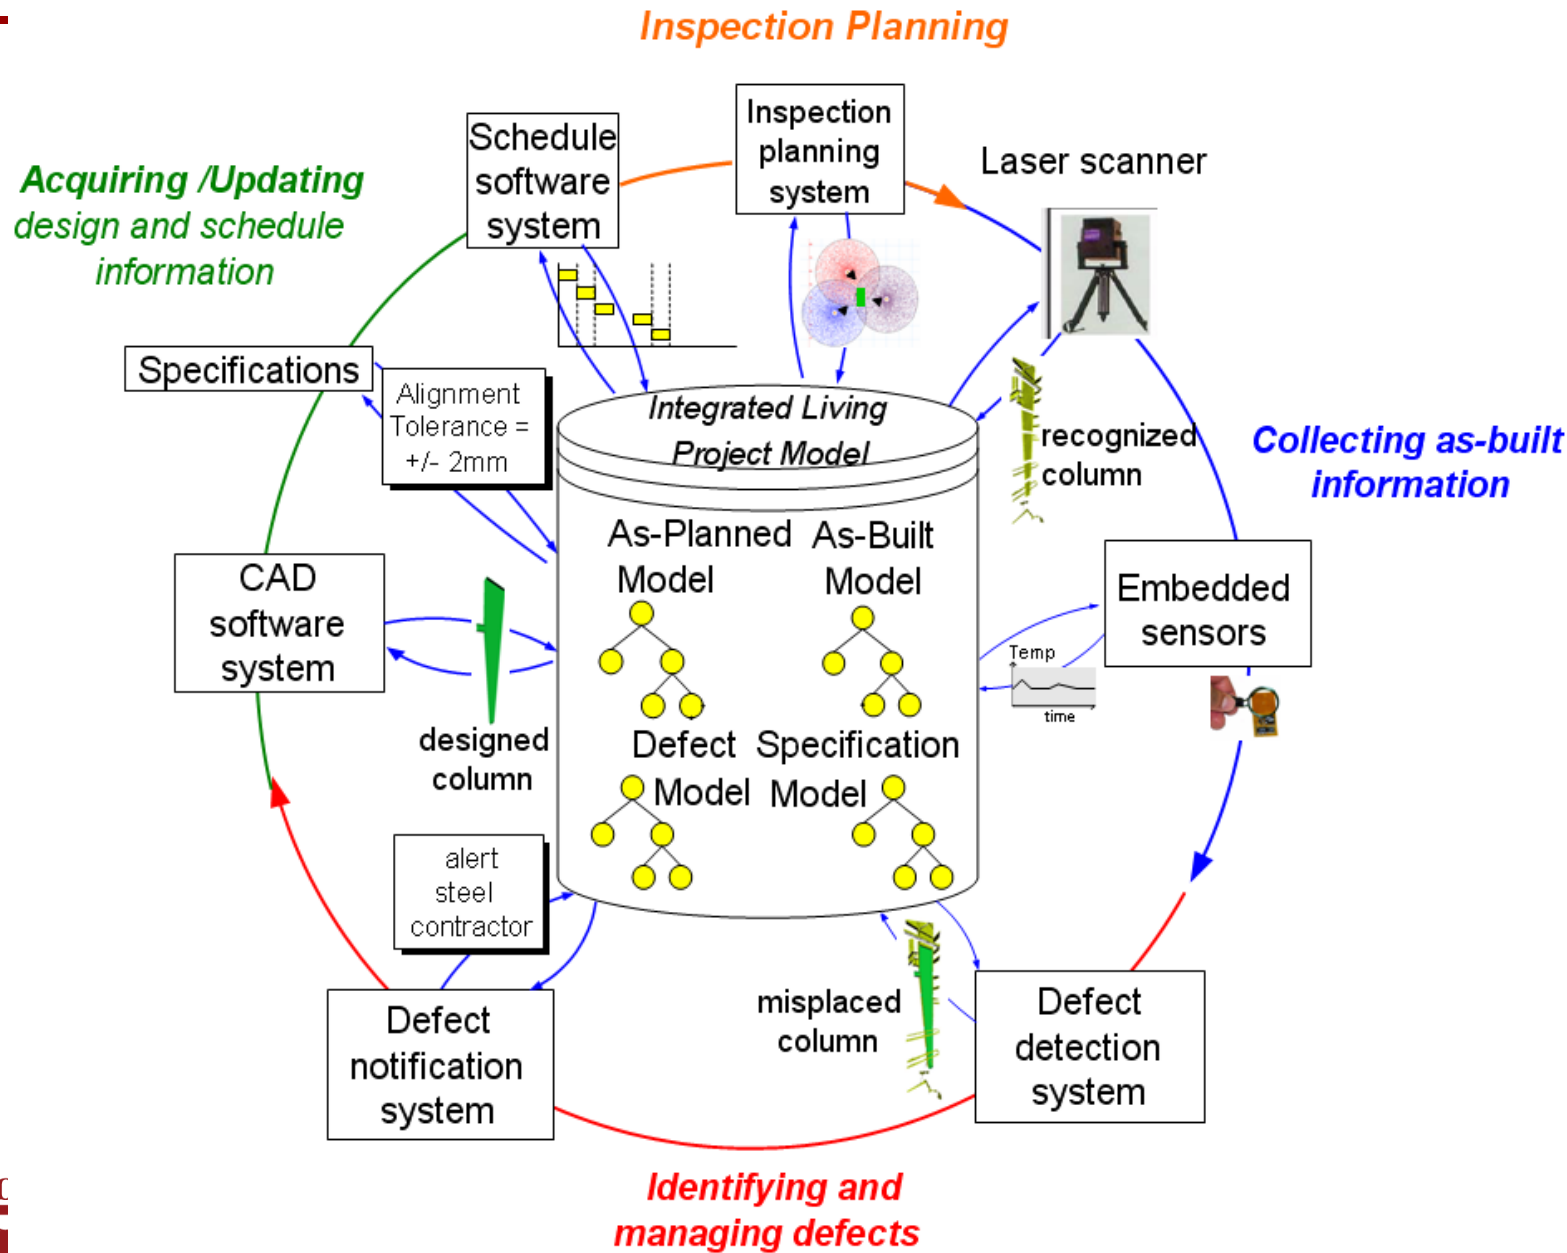 Inspection Planning
Schedule
software
system
Inspection
planning
system
Laser scanner
Acquiring /Updating
design and schedule
information
Specifications
Alignment
Tolerance =
+/- 2mm
Integrated Living
Project Model
recognized
column
Collecting as-built
information
As-Planned
Model
As-Built
Model
CAD
software
system
Embedded
sensors
Temp
time
designed
column
Defect
Model
Specification
Model
alert
steel
contractor
misplaced
column
Defect
notification
system
Defect
detection
system
Identifying and
managing defects